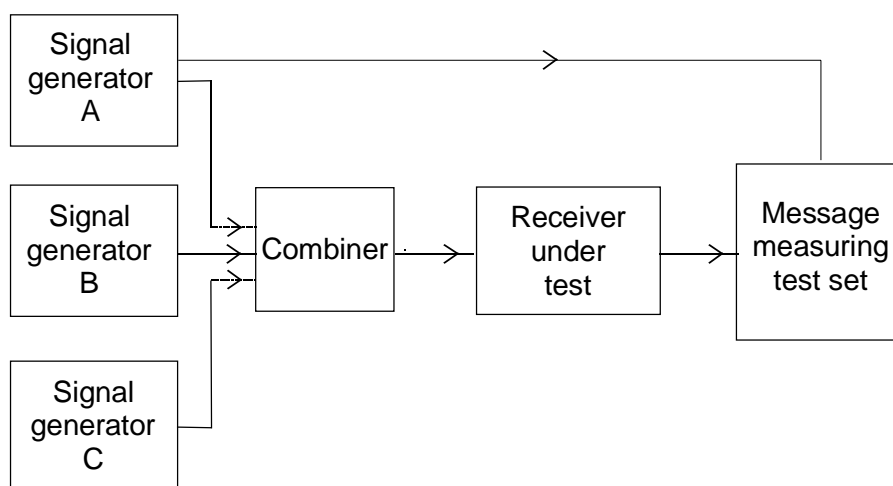 Signal
generator
A
Signal
generator
B
Signal
generator
C
Combiner
Receiver
under
test
Message
measuring
test set